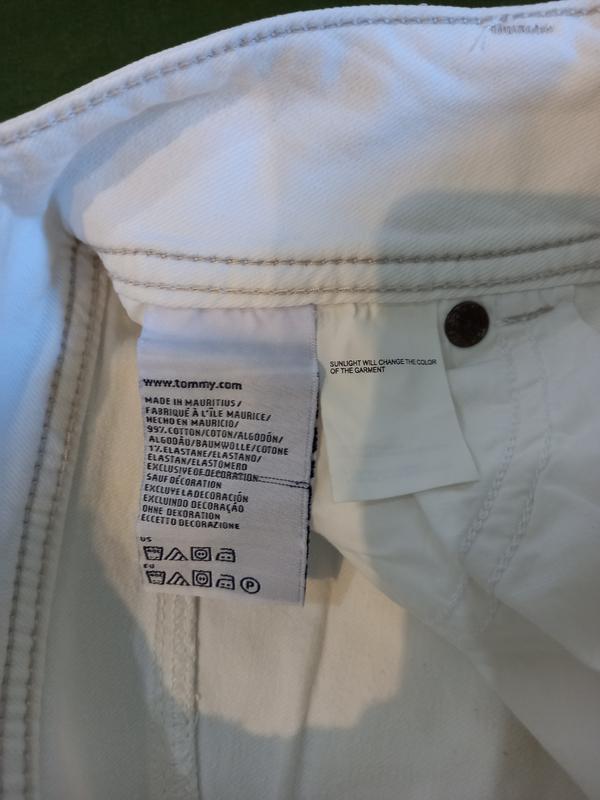 www.tommy.com
MADE IN MAURITIUS/
FABRIQUÉ À L'ÎLE MAURICE/
HECHO EN MAURICIO/
99%COTTON/COTON/ALGODÓN/
ALGODÃO/BAUMWOLLE/COTONE
1%ELASTANE/ELASTANO/
ELASTAN/ELASTOMERO
EXCLUSIVE OF DECORATION
SAUF DÉCORATION
EXCLUYE LA DECORACIÓN
EXCLUINDO DECORAÇÃO
OHNE DEKORATION
ECCETTO DECORAZIONE
US
EU
P
SUNLIGHT WILL CHANGE THE COLOR
OF THE GARMENT